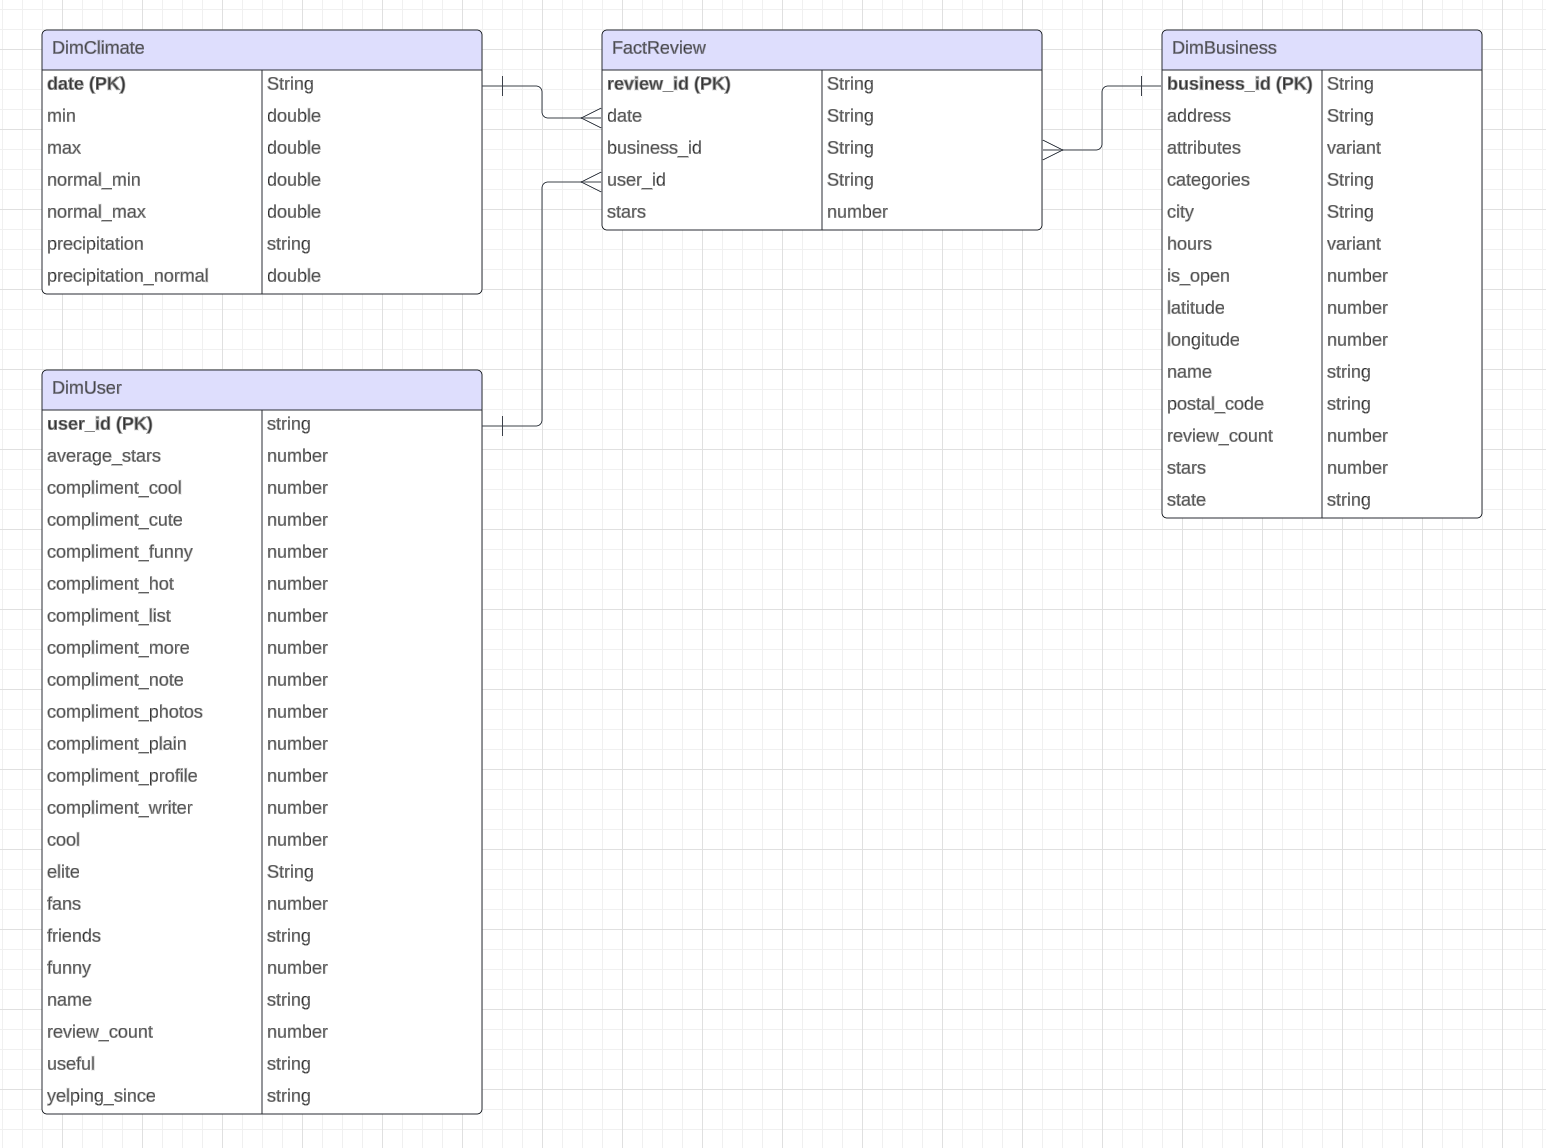 DimClimate
date (PK) String
min double
max double
normal_min double
normal_max double
precipitation string
precipitation_normal double
FactReview
review_id (PK) String
date String
business_id String
user_id String
stars number
DimBusiness
business_id (PK) String
address String
attributes variant
categories String
city String
hours variant
is_open number
latitude number
longitude number
name string
postal_code string
review_count number
stars number
state string
DimUser
user_id (PK) string
average_stars number
compliment_cool number
compliment_cute number
compliment_funny number
compliment_hot number
compliment_list number
compliment_more number
compliment_note number
compliment_photos number
compliment_plain number
compliment_profile number
compliment_writer number
cool number
elite String
fans number
friends string
funny number
name string
review_count number
useful string
yelping_since string